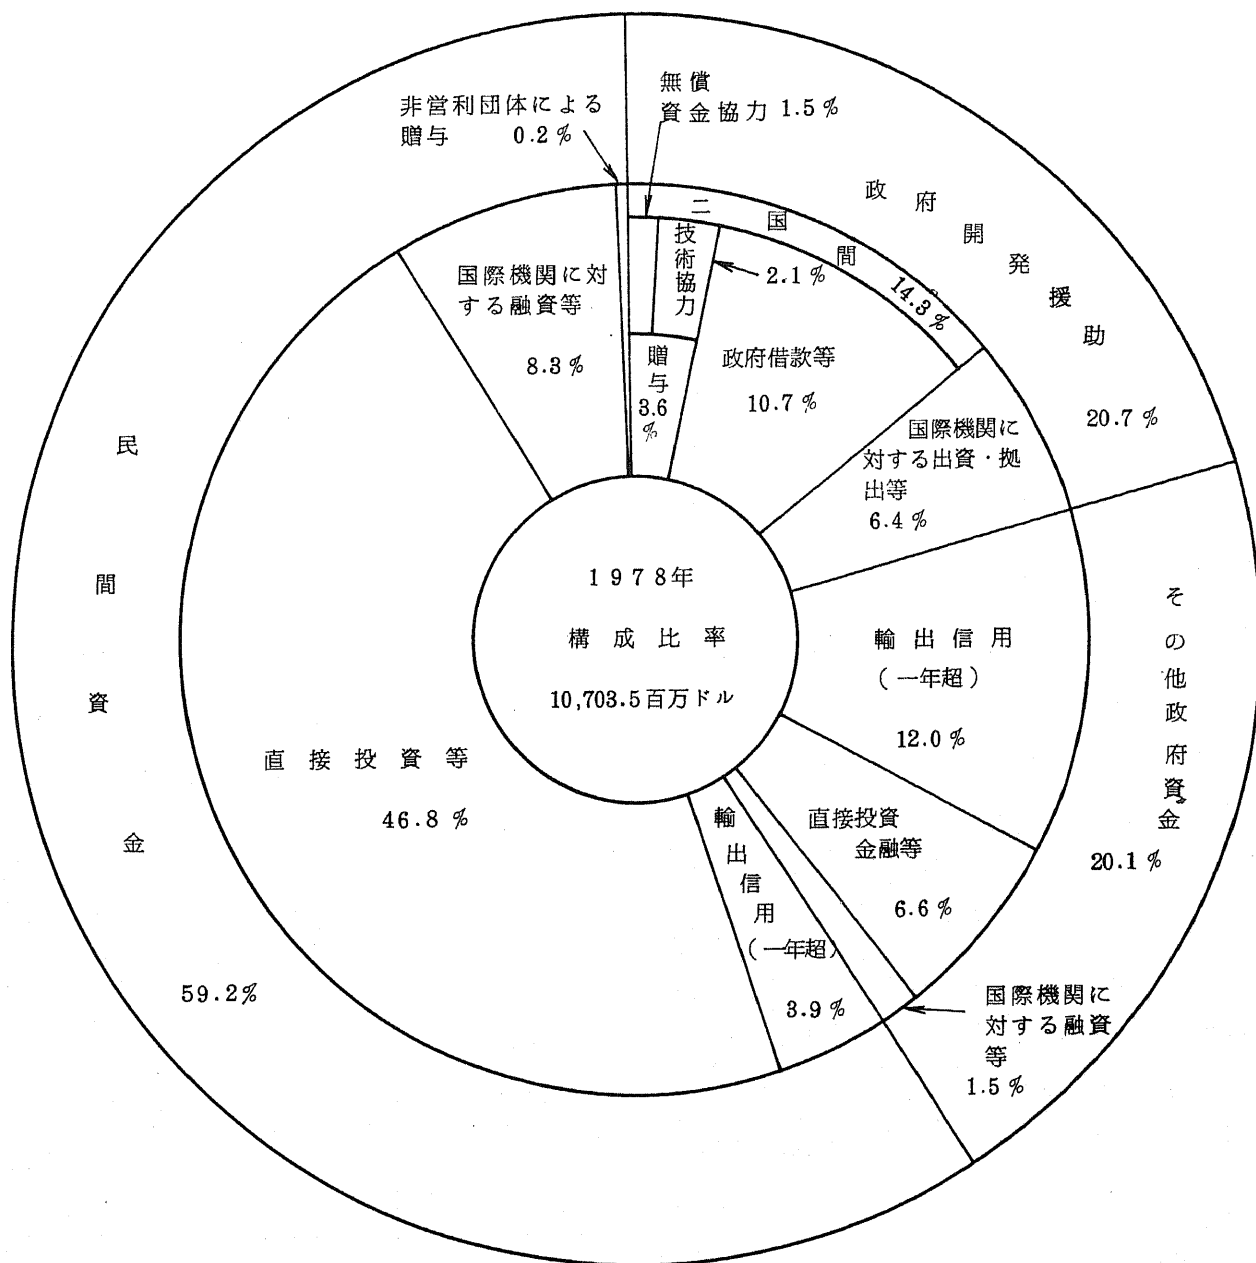 1978年
構成比率
10,703.5百万ドル
政府開発援助
20.7%
二国間
14.3%
無償
資金協力 1.5%
技術協力
2.1%
贈与
3.6
%
政府借款等
10.7%
国際機関に
対する出資・拠
出等
6.4%
その他政府資金
20.1%
輸出信用
(一年超)
12.0%
直接投資
金融等
6.6%
国際機関に
対する融資
等
1.5%
民間資金
59.2%
輸出信用
(一年超)
3.9%
直接投資等
46.8%
国際機関に対
する融資等
8.3%
非営利団体による
贈与 0.2%